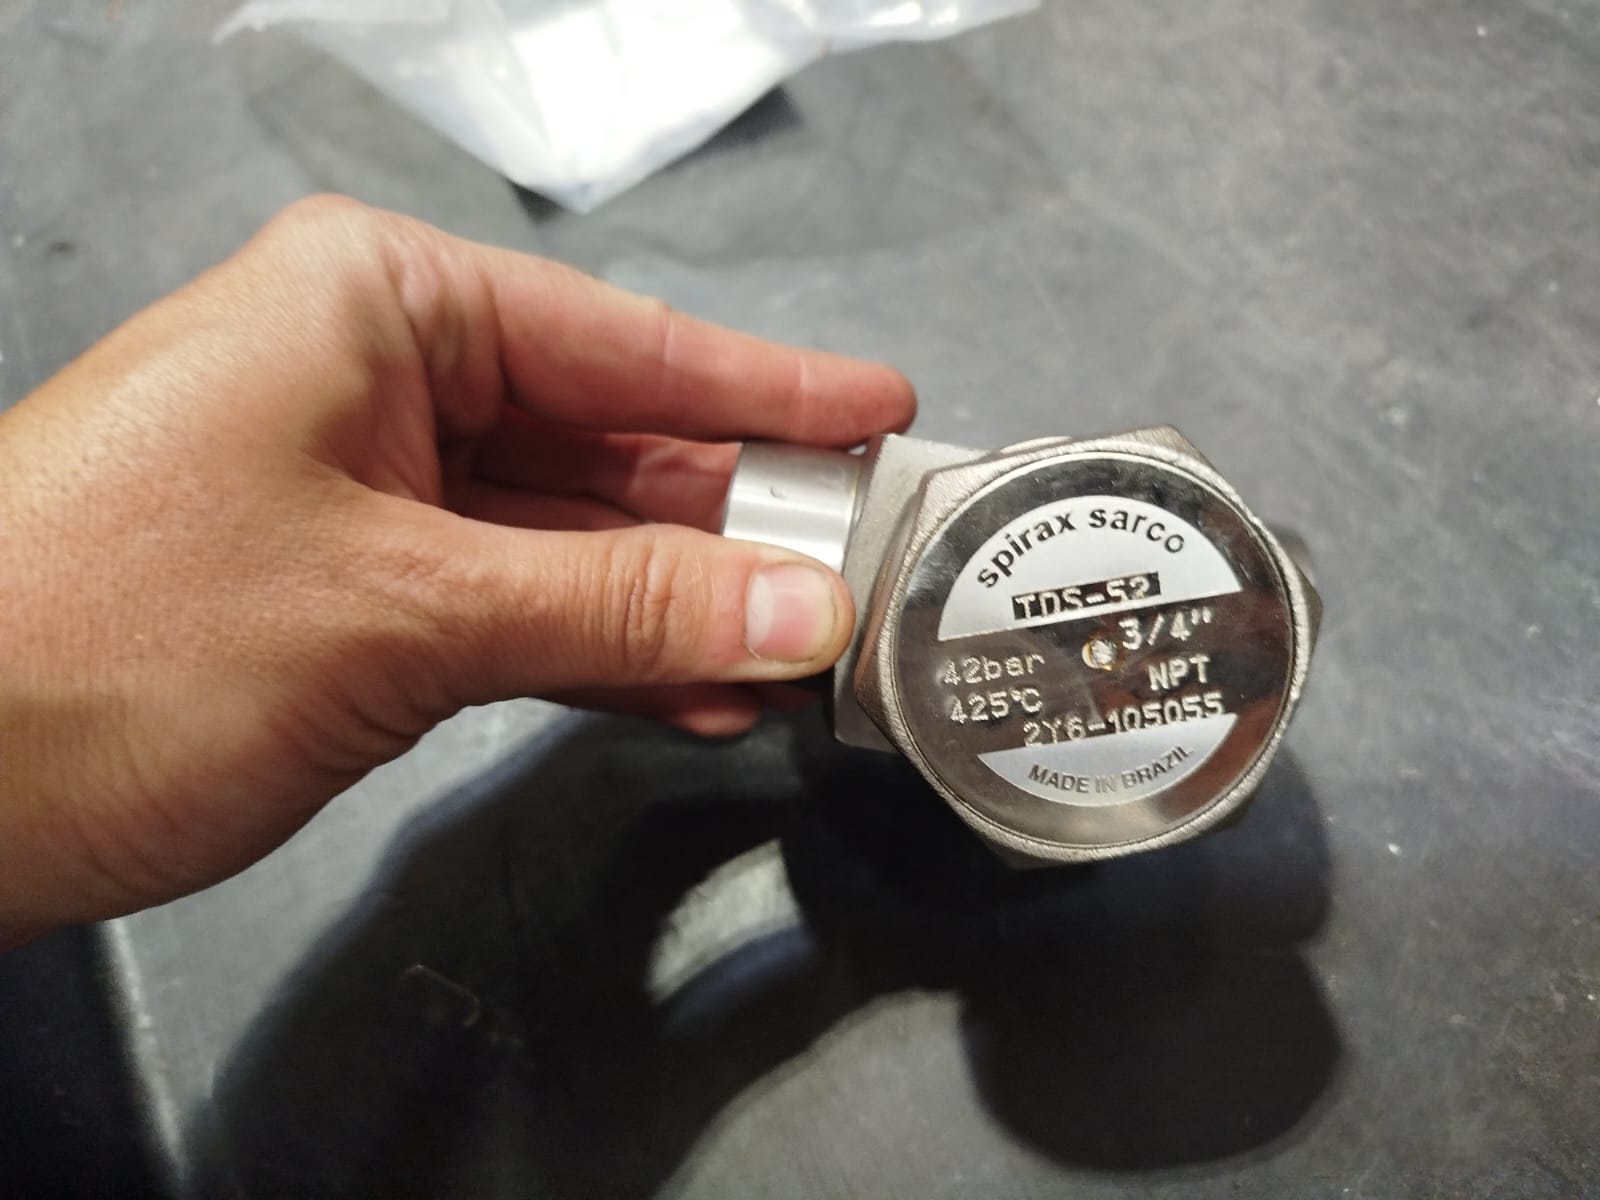 spirax sarco
TDS-52
3/4"
42bar
NPT
425°C
2Y6-105055
MADE IN BRAZIL